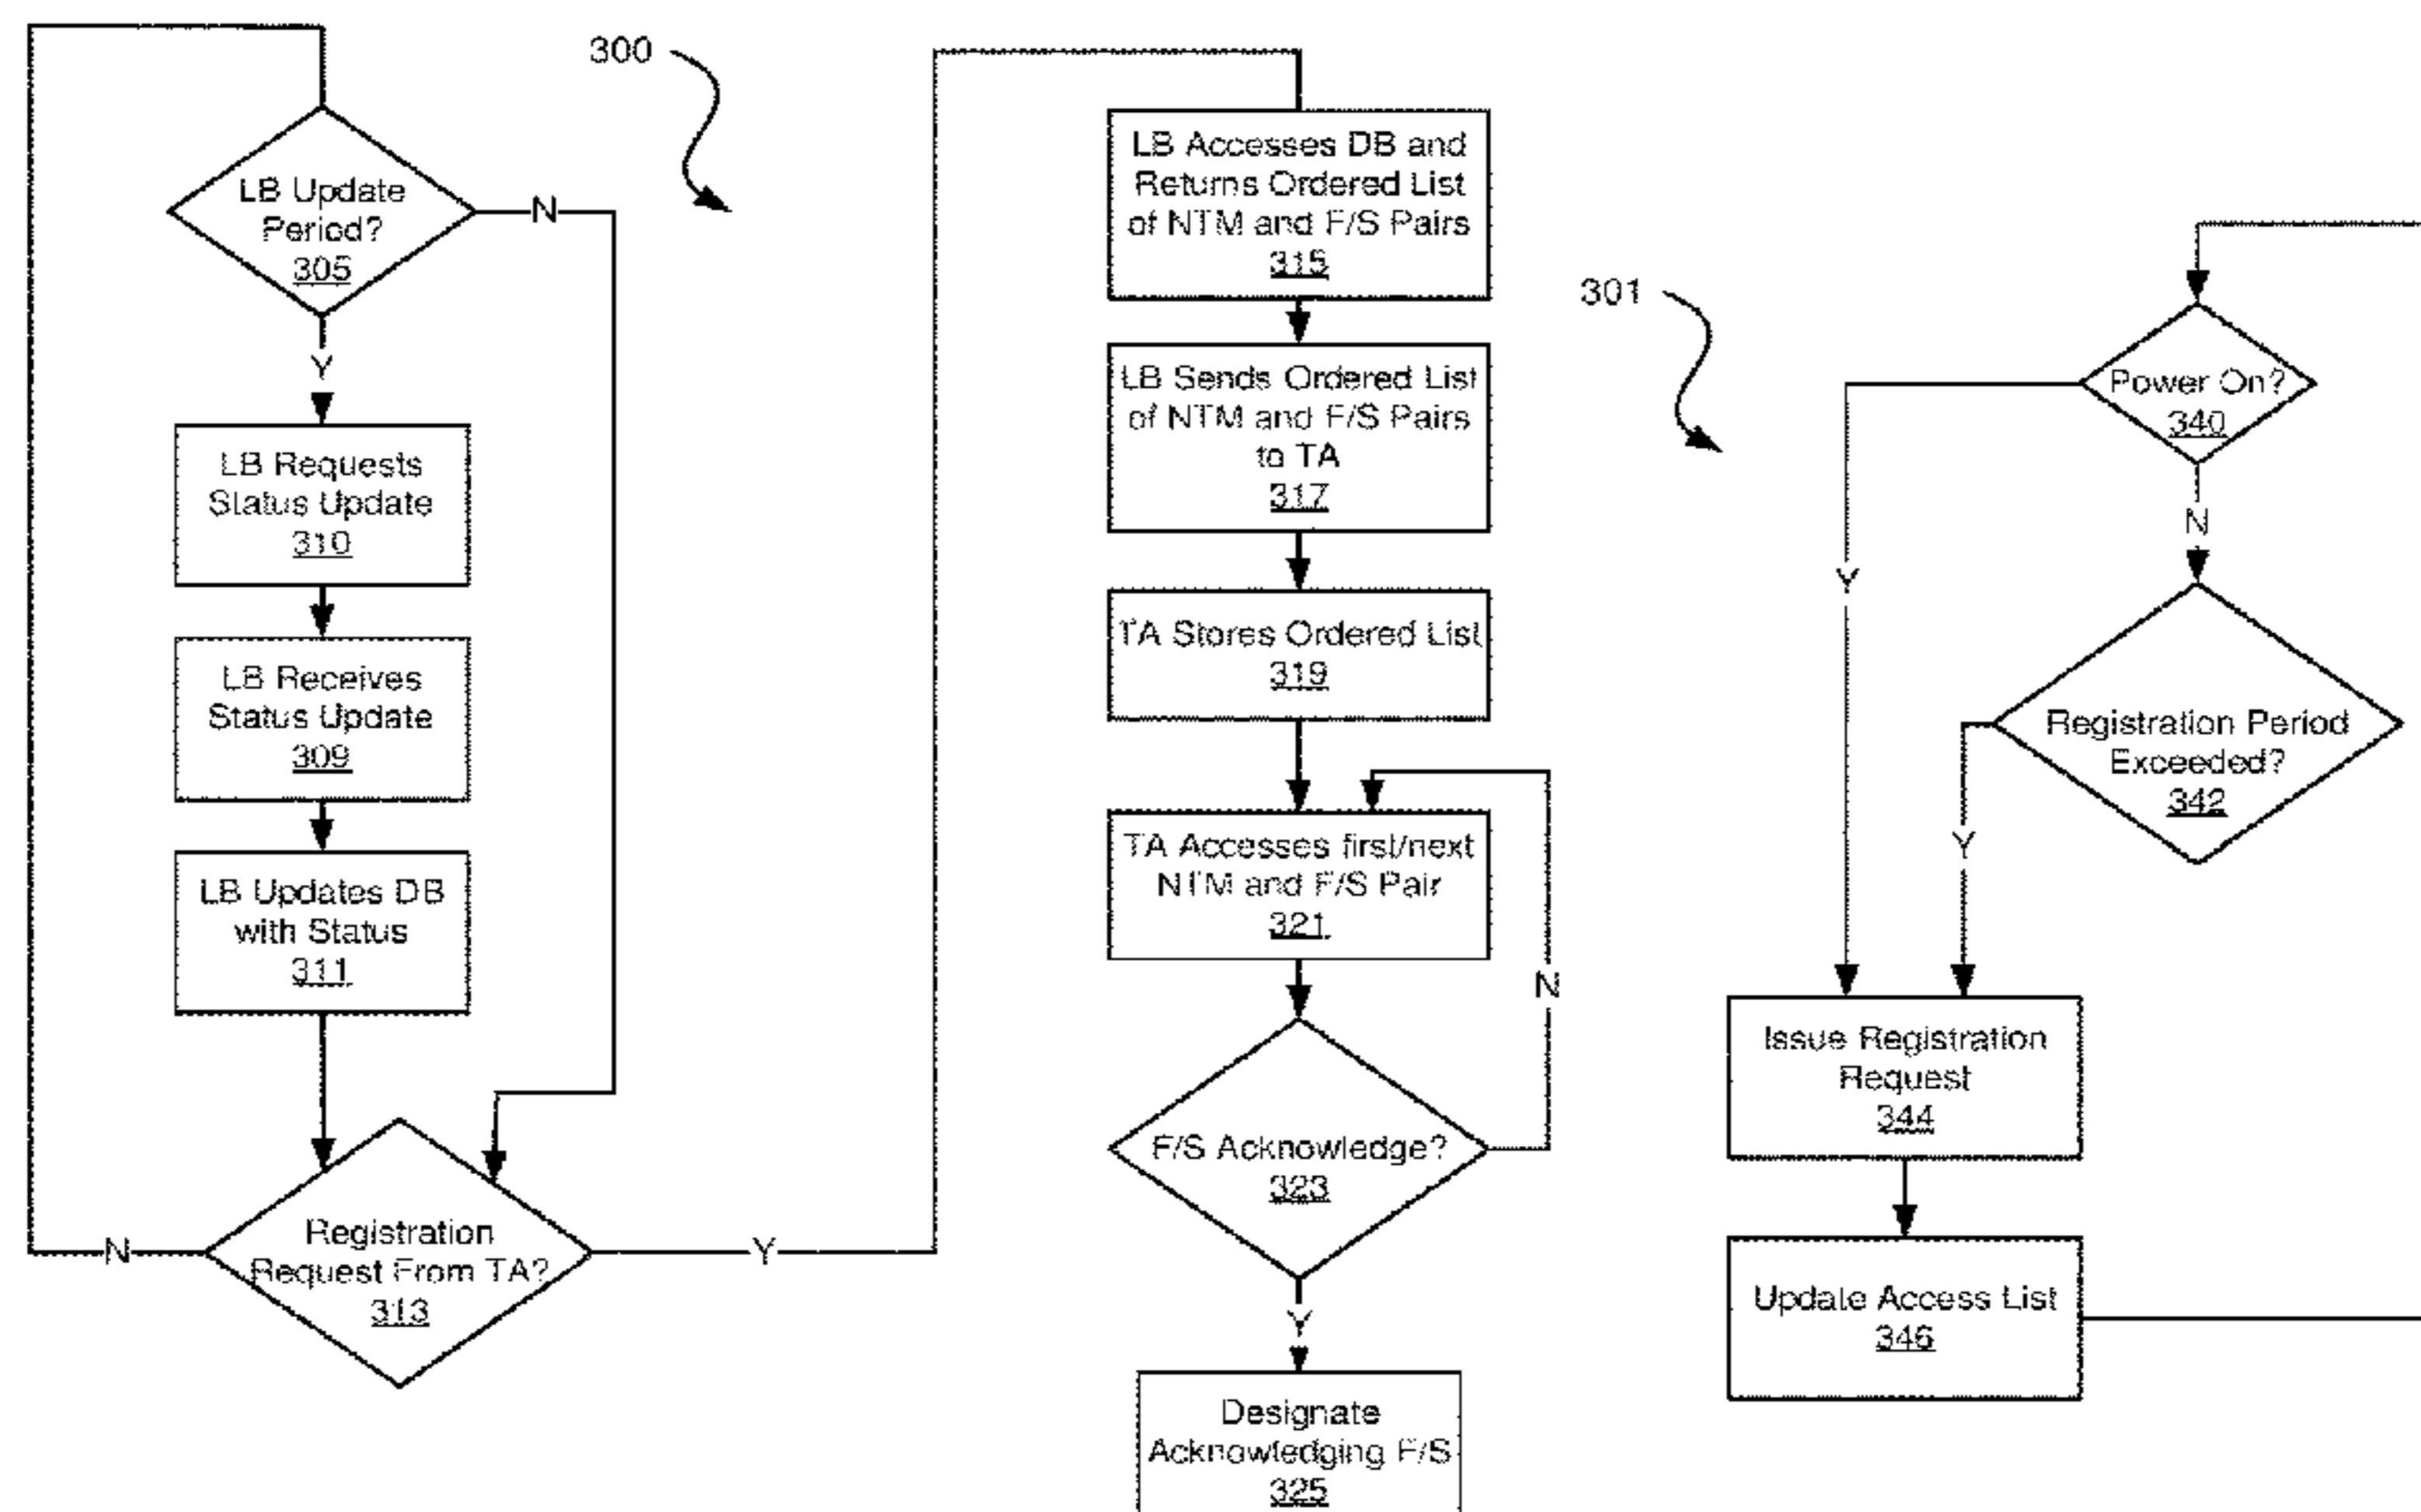 300
LB Update
Period?
305
N
Y
LB Requests
Status Update
310
LB Receives
Status Update
309
LB Updates DB
with Status
311
Registration
Request From TA?
313
N
Y
LB Accesses DB and
Returns Ordered List
of NTM and F/S Pairs
315
LB Sends Ordered List
of NTM and F/S Pairs
to TA
317
TA Stores Ordered List
319
TA Accesses first/next
NTM and F/S Pair
321
N
F/S Acknowledge?
323
Y
Designate
Acknowledging F/S
325
301
Power On?
340
Y
N
Registration Period
Exceeded?
342
Y
Issue Registration
Request
344
Update Access List
346